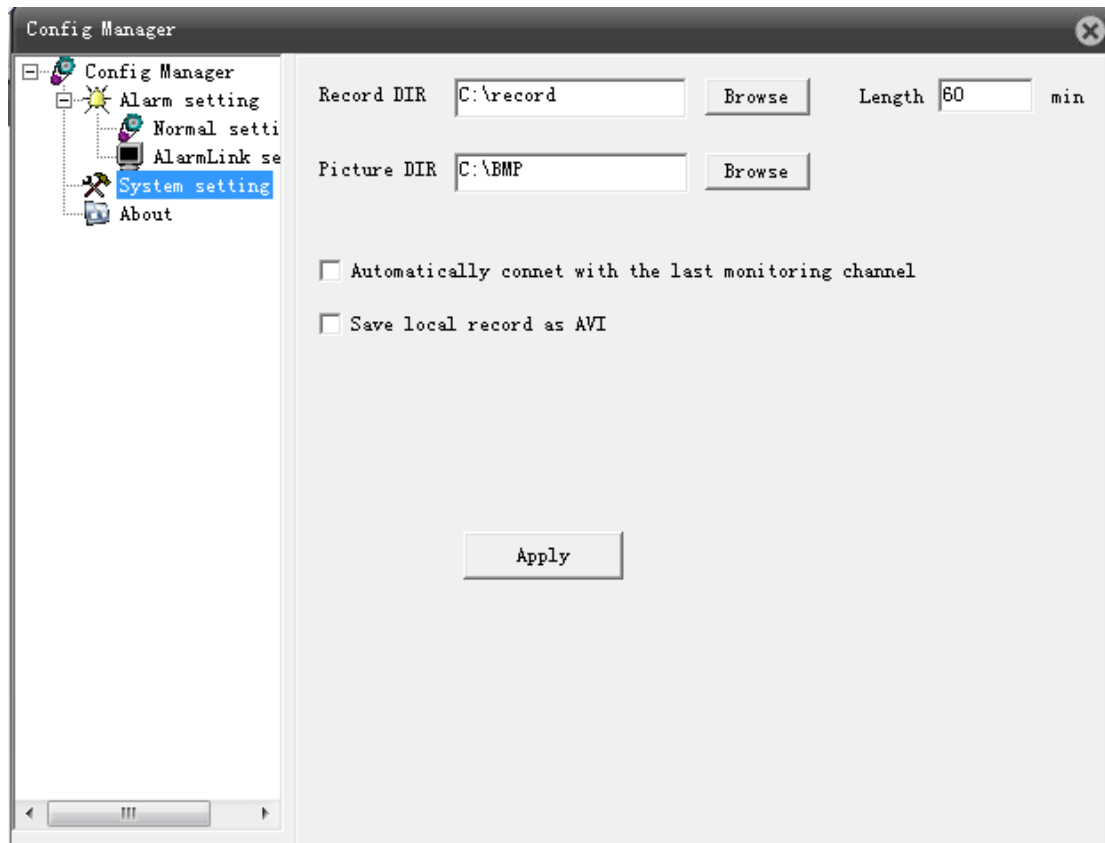 Config Manager
Config Manager
Alarm setting
Normal setti
AlarmLink se
System setting
About
Record DIR C:\record Browse Length 60 min
Picture DIR C:\BMP Browse
Automatically connet with the last monitoring channel
Save local record as AVI
Apply